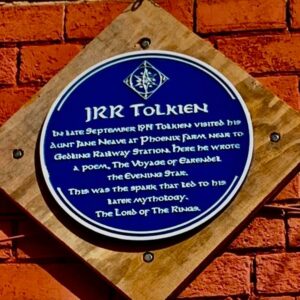 JRR Tolkien
In late September 1914 Tolkien visited his
Aunt Jane Neave at Phoenix Farm, near to
Gedling Railway Station. Here he wrote
a poem, The Voyage of Earendel
the Evening Star.
This was the spark that led to his
later mythology,
The Lord of The Rings.